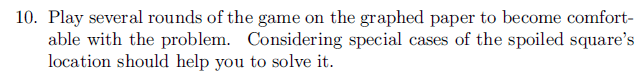 10. Play several rounds of the game on the graphed paper to become comfort-
able with the problem. Considering special cases of the spoiled square's
location should help you to solve it.